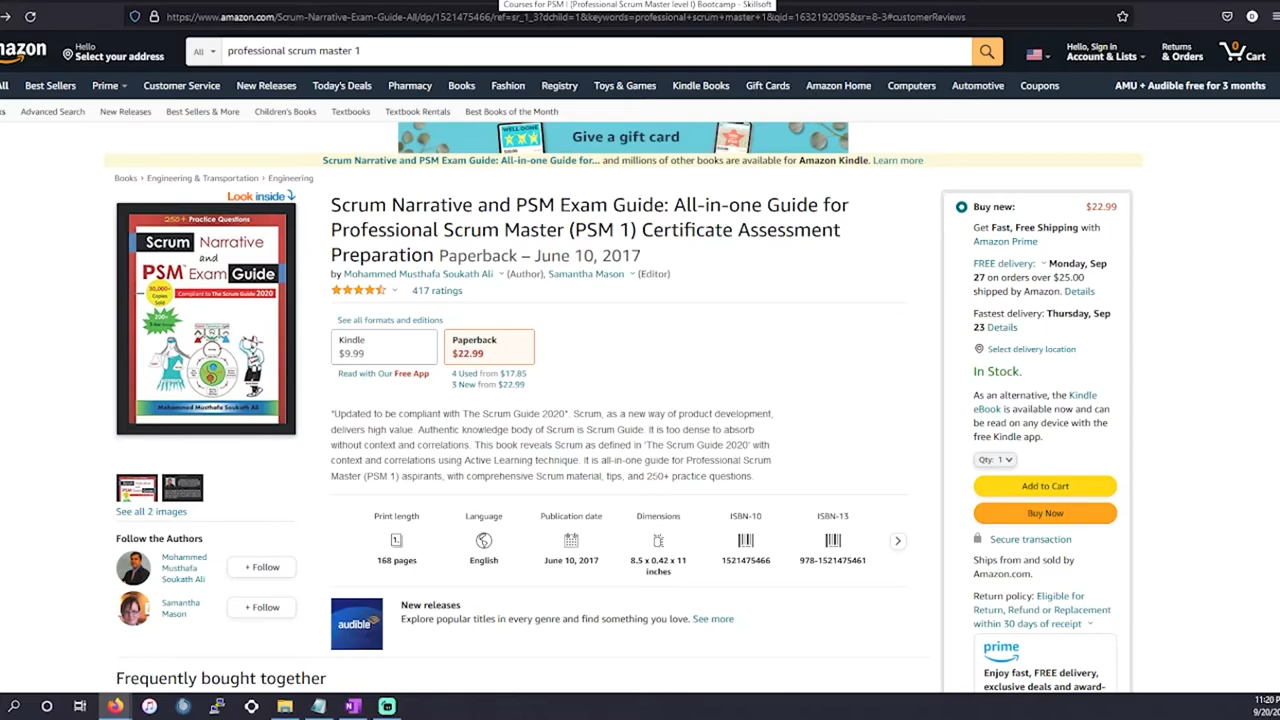 Courses for PSM I (Professional Scrum Master level I) Bootcamp - Skillsoft
https://www.amazon.com/Scrum-Narrative-Exam-Guide-All/dp/1521475466/ref=sr_1_3?dchild=1&keywords=professional+scrum+master+1&qid=1632192095&sr=8-3#customerReviews
Hello
Select your address
All
professional scrum master 1
Hello, Sign in
Account & Lists
Returns
& Orders
0
Cart
Best Sellers Prime Customer Service New Releases Today's Deals Pharmacy Books Fashion Registry Toys & Games Kindle Books Gift Cards Amazon Home Computers Automotive Coupons AMU + Audible free for 3 months
Advanced Search New Releases Best Sellers & More Children's Books Textbooks Textbook Rentals Best Books of the Month
WELL DONE
Give a gift card
Scrum Narrative and PSM Exam Guide: All-in-one Guide for... and millions of other books are available for Amazon Kindle. Learn more
Books › Engineering & Transportation › Engineering
Look inside
250+ Practice Questions
Scrum Narrative
and
PSM™ Exam Guide
30,000+
Copies
Sold
Compliant to The Scrum Guide 2020
200+
Mohammed Musthafa Soukath Ali
See all 2 images
Follow the Authors
Mohammed
Musthafa
Soukath Ali
+ Follow
Samantha
Mason
+ Follow
Scrum Narrative and PSM Exam Guide: All-in-one Guide for
Professional Scrum Master (PSM 1) Certificate Assessment
Preparation Paperback – June 10, 2017
by Mohammed Musthafa Soukath Ali (Author), Samantha Mason (Editor)
417 ratings
See all formats and editions
Kindle
$9.99
Paperback
$22.99
Read with Our Free App
4 Used from $17.85
3 New from $22.99
"Updated to be compliant with The Scrum Guide 2020". Scrum, as a new way of product development,
delivers high value. Authentic knowledge body of Scrum is Scrum Guide. It is too dense to absorb
without context and correlations. This book reveals Scrum as defined in 'The Scrum Guide 2020' with
context and correlations using Active Learning technique. It is all-in-one guide for Professional Scrum
Master (PSM 1) aspirants, with comprehensive Scrum material, tips, and 250+ practice questions.
Print length Language Publication date Dimensions ISBN-10 ISBN-13
168 pages English June 10, 2017 8.5 x 0.42 x 11 1521475466 978-1521475461
inches
audible
New releases
Explore popular titles in every genre and find something you love. See more
Frequently bought together
Buy new: $22.99
Get Fast, Free Shipping with
Amazon Prime
FREE delivery: Monday, Sep
27 on orders over $25.00
shipped by Amazon. Details
Fastest delivery: Thursday, Sep
23 Details
Select delivery location
In Stock.
As an alternative, the Kindle
eBook is available now and can
be read on any device with the
free Kindle app.
Qty: 1
Add to Cart
Buy Now
Secure transaction
Ships from and sold by
Amazon.com.
Return policy: Eligible for
Return, Refund or Replacement
within 30 days of receipt
prime
Enjoy fast, FREE delivery,
exclusive deals and award-
11:20 P
9/20/20